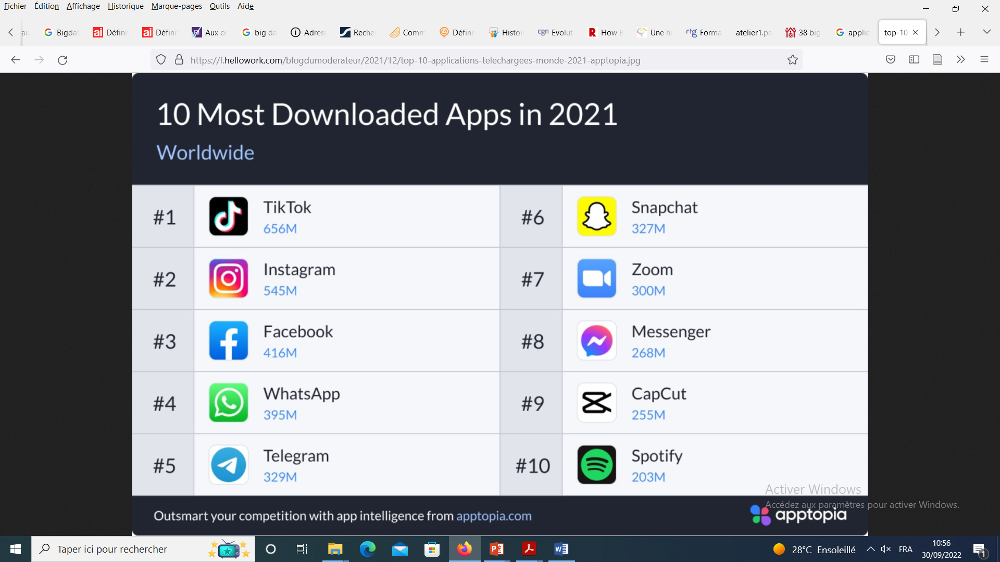 Fichier Édition Affichage Historique Marque-pages Outils Aide
Bigda Défini Défini Aux or big da Adress Reche Comm Défini Histoi Evolut How B Une hi Forma atelier1.pd 38 big applic top-10-
https://f.hellowork.com/blogdumoderateur/2021/12/top-10-applications-telechargees-monde-2021-apptopia.jpg
10 Most Downloaded Apps in 2021
Worldwide
#1 TikTok
656M
#2 Instagram
545M
#3 Facebook
416M
#4 WhatsApp
395M
#5 Telegram
329M
#6 Snapchat
327M
#7 Zoom
300M
#8 Messenger
268M
#9 CapCut
255M
#10 Spotify
203M
Activer Windows
Accédez aux paramètres pour activer Windows.
Outsmart your competition with app intelligence from apptopia.com
apptopia
Taper ici pour rechercher
28°C Ensoleillé
FRA
10:56
30/09/2022
1